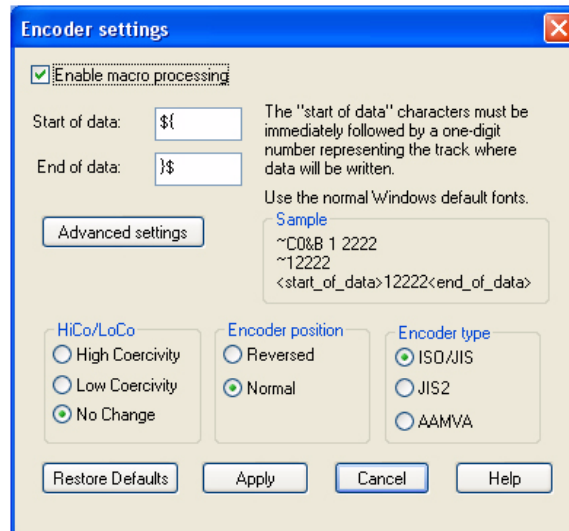 Encoder settings
Enable macro processing
Start of data:
${
End of data:
}$
The "start of data" characters must be
immediately followed by a one-digit
number representing the track where
data will be written.
Use the normal Windows default fonts.
Advanced settings
Sample
~C0&B 1 2222
~12222
<start_of_data>12222<end_of_data>
HiCo/LoCo
High Coercivity
Low Coercivity
No Change
Encoder position
Reversed
Normal
Encoder type
ISO/JIS
JIS2
AAMVA
Restore Defaults
Apply
Cancel
Help